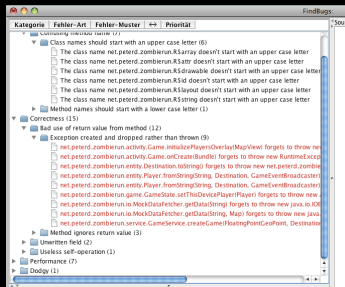 FindBugs:
Kategorie Fehler-Art Fehler-Muster ↔ Priorität
Sou
Confusing method name (7)
Class names should start with an upper case letter (6)
The class name net.peterd.zombierun.R$array doesn't start with an upper case letter
The class name net.peterd.zombierun.R$attr doesn't start with an upper case letter
The class name net.peterd.zombierun.R$drawable doesn't start with an upper case letter
The class name net.peterd.zombierun.R$id doesn't start with an upper case letter
The class name net.peterd.zombierun.R$layout doesn't start with an upper case letter
The class name net.peterd.zombierun.R$string doesn't start with an upper case letter
Method names should start with a lower case letter (1)
Correctness (15)
Bad use of return value from method (12)
Exception created and dropped rather than thrown (9)
net.peterd.zombierun.activity.Game.initializePlayersOverlay(MapView) forgets to throw ne
net.peterd.zombierun.activity.Game.onCreate(Bundle) forgets to throw new RuntimeExcep
net.peterd.zombierun.entity.Destination.toString() forgets to throw new net.peterd.zombie
net.peterd.zombierun.entity.Player.fromString(String, Destination, GameEventBroadcaster)
net.peterd.zombierun.entity.Player.fromString(String, Destination, GameEventBroadcaster)
net.peterd.zombierun.game.GameState.setThisDevicePlayer(Player) forgets to throw new
net.peterd.zombierun.io.MockDataFetcher.getData(String) forgets to throw new java.io.IOE
net.peterd.zombierun.io.MockDataFetcher.getData(String, Map) forgets to throw new java.
net.peterd.zombierun.service.GameService.createGame(FloatingPointGeoPoint, Destination
Method ignores return value (3)
Unwritten field (2)
Useless self-operation (1)
Performance (7)
Dodgy (1)